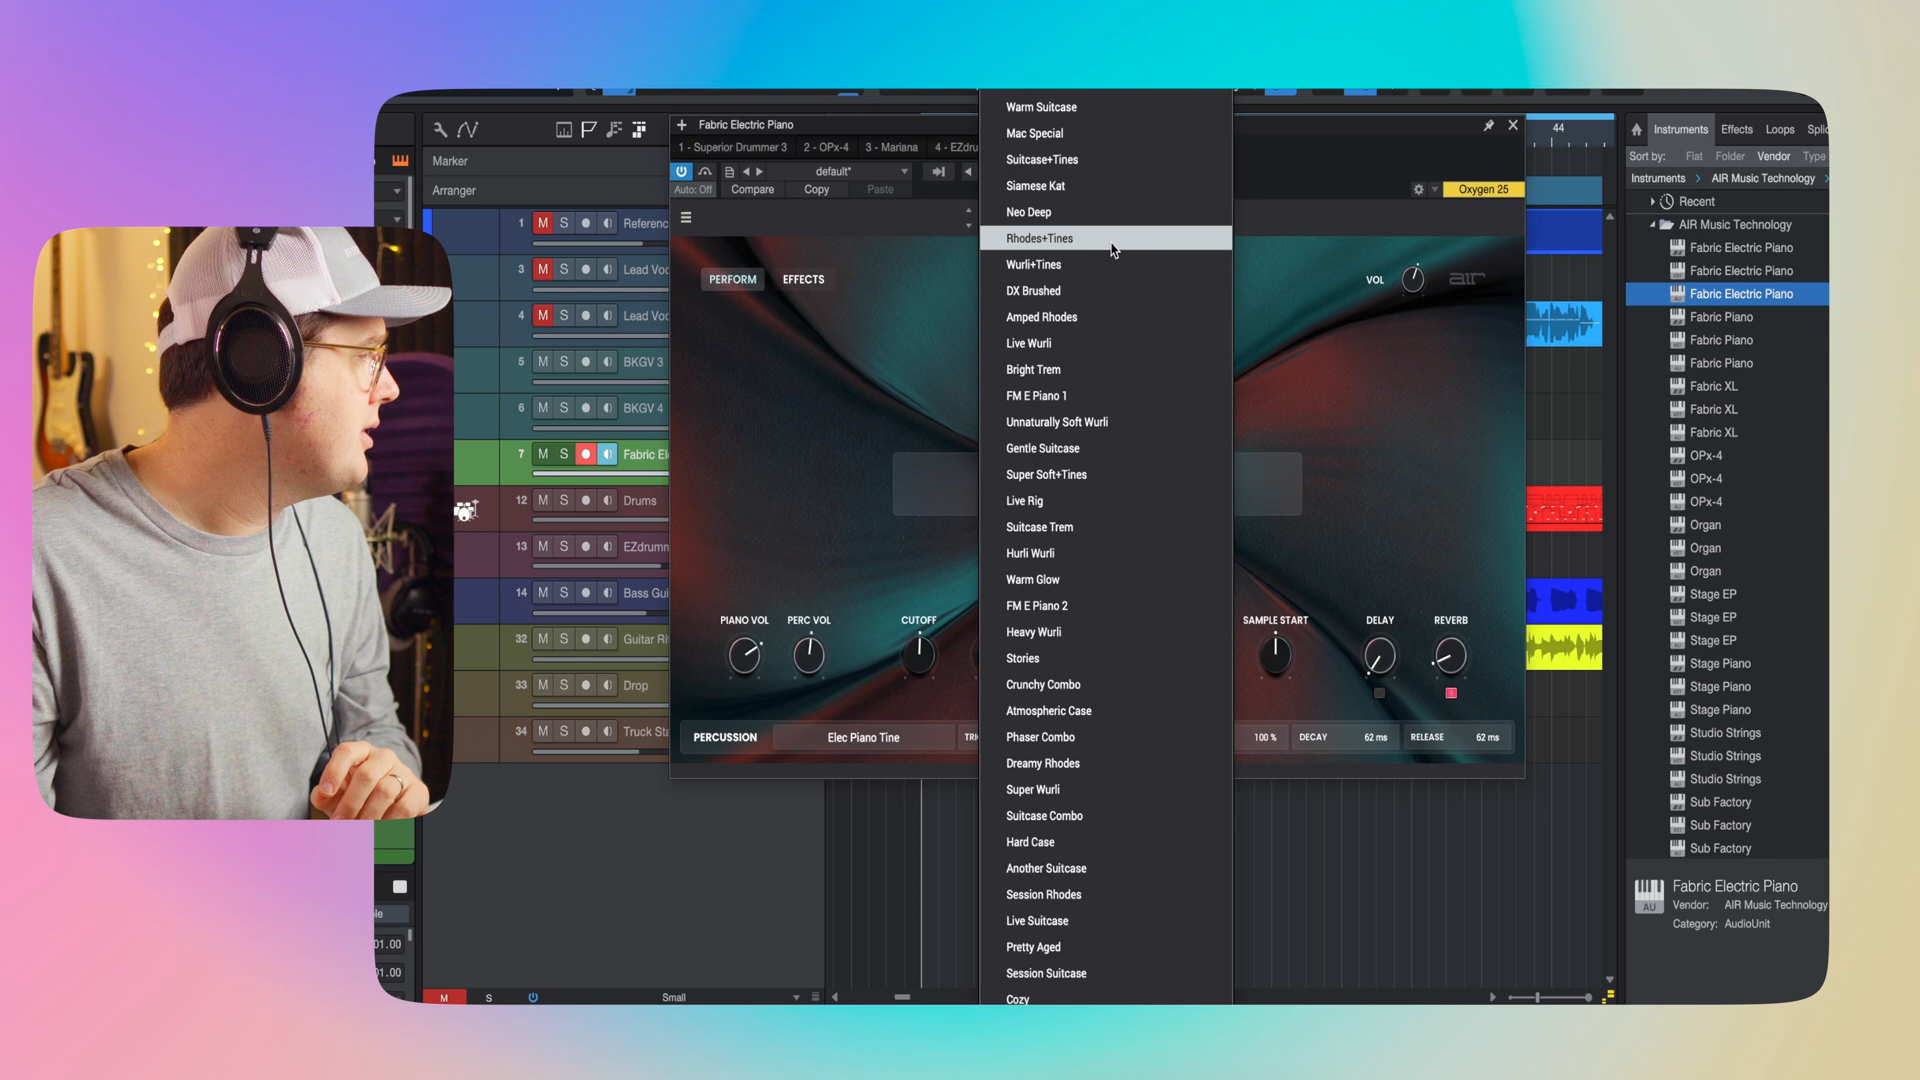 Marker
Arranger
1 M S Referenc
3 M S Lead Voc
4 M S Lead Voc
5 M S BKGV 3
6 M S BKGV 4
7 M S Fabric El
12 M S Drums
13 M S EZdrumm
14 M S Bass Gui
32 M S Guitar Ri
33 M S Drop
34 M S Truck Sta
01.00
01.00
M S Small
Fabric Electric Piano
1 - Superior Drummer 3 2 - OPx-4 3 - Mariana 4 - EZdru
default*
Auto: Off Compare Copy Paste
Oxygen 25
PERFORM EFFECTS
VOL air
PIANO VOL PERC VOL CUTOFF
SAMPLE START DELAY REVERB
PERCUSSION Elec Piano Tine TRI
100 % DECAY 62 ms RELEASE 62 ms
Warm Suitcase
Mac Special
Suitcase+Tines
Siamese Kat
Neo Deep
Rhodes+Tines
Wurli+Tines
DX Brushed
Amped Rhodes
Live Wurli
Bright Trem
FM E Piano 1
Unnaturally Soft Wurli
Gentle Suitcase
Super Soft+Tines
Live Rig
Suitcase Trem
Hurli Wurli
Warm Glow
FM E Piano 2
Heavy Wurli
Stories
Crunchy Combo
Atmospheric Case
Phaser Combo
Dreamy Rhodes
Super Wurli
Suitcase Combo
Hard Case
Another Suitcase
Session Rhodes
Live Suitcase
Pretty Aged
Session Suitcase
Cozy
44
Instruments Effects Loops Splic
Sort by: Flat Folder Vendor Type
Instruments > AIR Music Technology >
Recent
AIR Music Technology
Fabric Electric Piano
Fabric Electric Piano
Fabric Electric Piano
Fabric Piano
Fabric Piano
Fabric Piano
Fabric XL
Fabric XL
Fabric XL
OPx-4
OPx-4
OPx-4
Organ
Organ
Organ
Stage EP
Stage EP
Stage EP
Stage Piano
Stage Piano
Stage Piano
Studio Strings
Studio Strings
Studio Strings
Sub Factory
Sub Factory
Sub Factory
Fabric Electric Piano
AU
Vendor: AIR Music Technology
Category: AudioUnit